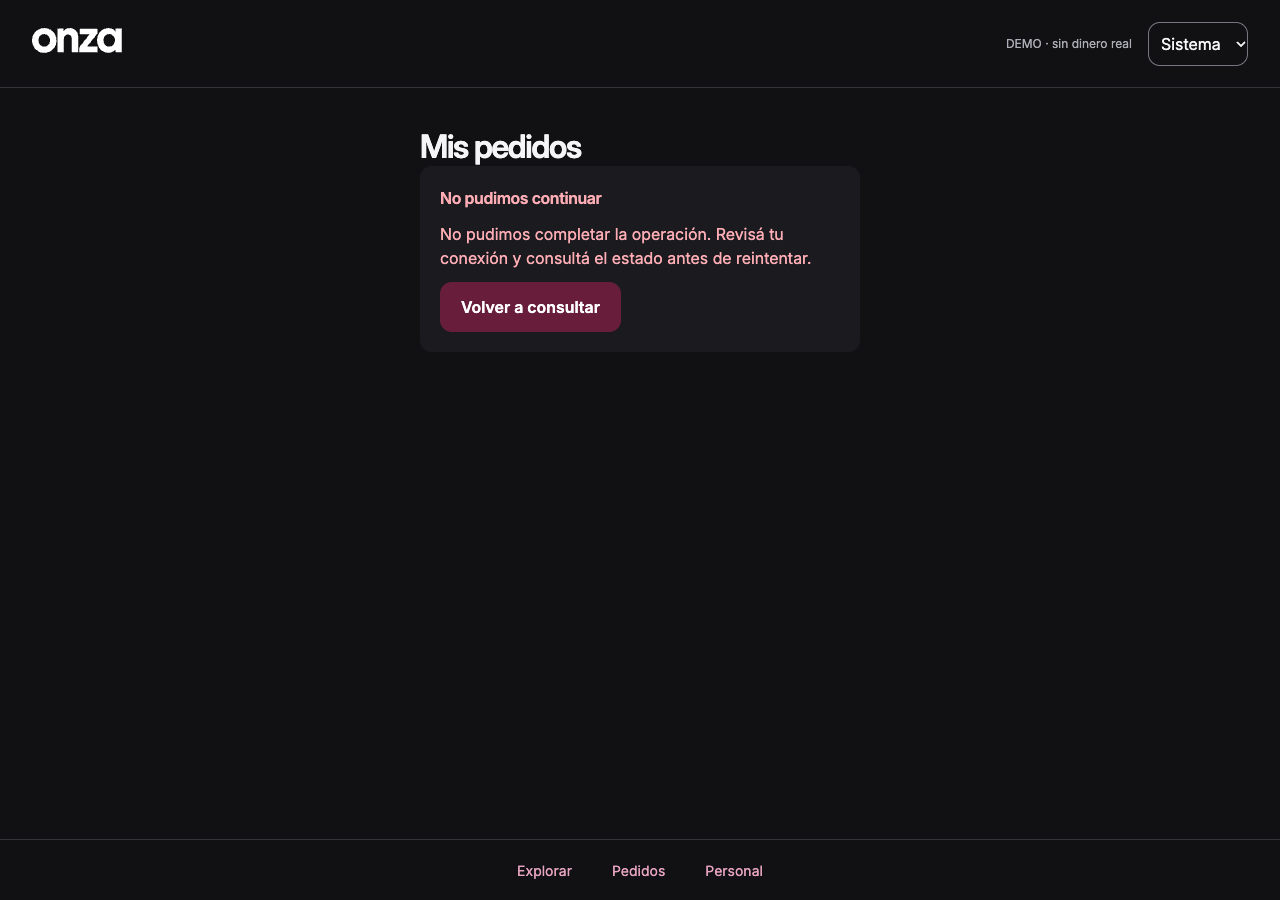 onza
DEMO · sin dinero real
Sistema
Mis pedidos
No pudimos continuar
No pudimos completar la operación. Revisá tu
conexión y consultá el estado antes de reintentar.
Volver a consultar
Explorar
Pedidos
Personal